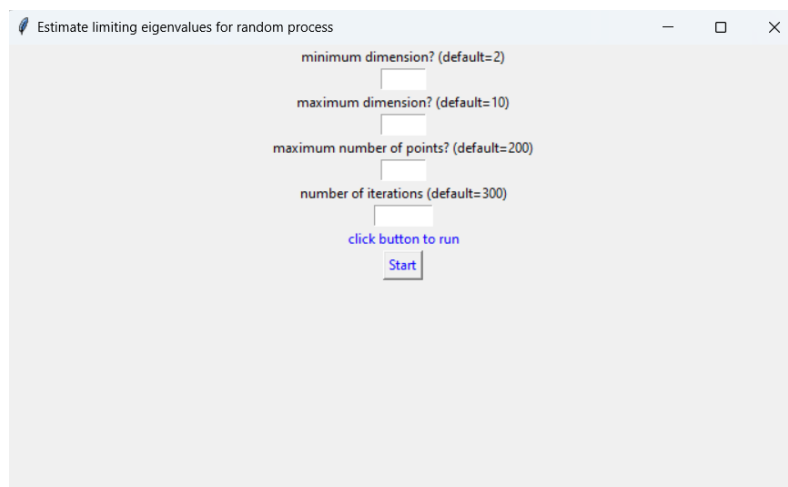 Estimate limiting eigenvalues for random process
minimum dimension? (default=2)
maximum dimension? (default=10)
maximum number of points? (default=200)
number of iterations (default=300)
click button to run
Start